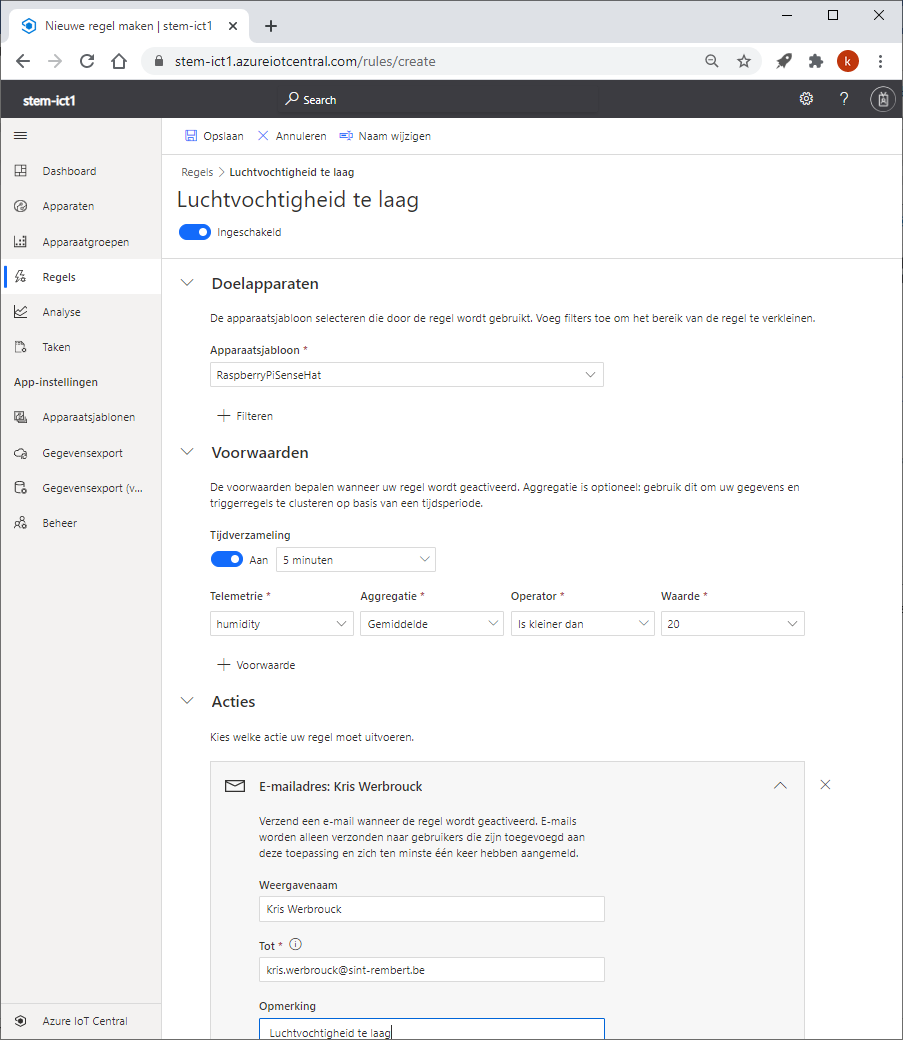 Nieuwe regel maken | stem-ict1
stem-ict1.azureiotcentral.com/rules/create
k
stem-ict1
Search
?
Opslaan
Annuleren
Naam wijzigen
Dashboard
Apparaten
Apparaatgroepen
Regels
Analyse
Taken
App-instellingen
Apparaatsjablonen
Gegevensexport
Gegevensexport (v...
Beheer
Azure IoT Central
Regels > Luchtvochtigheid te laag
Luchtvochtigheid te laag
Ingeschakeld
Doelapparaten
De apparaatsjabloon selecteren die door de regel wordt gebruikt. Voeg filters toe om het bereik van de regel te verkleinen.
Apparaatsjabloon *
RaspberryPiSenseHat
Filteren
Voorwaarden
De voorwaarden bepalen wanneer uw regel wordt geactiveerd. Aggregatie is optioneel: gebruik dit om uw gegevens en
triggerregels te clusteren op basis van een tijdsperiode.
Tijdverzameling
Aan 5 minuten
Telemetrie * Aggregatie * Operator * Waarde *
humidity Gemiddelde Is kleiner dan 20
Voorwaarde
Acties
Kies welke actie uw regel moet uitvoeren.
E-mailadres: Kris Werbrouck
Verzend een e-mail wanneer de regel wordt geactiveerd. E-mails
worden alleen verzonden naar gebruikers die zijn toegevoegd aan
deze toepassing en zich ten minste één keer hebben aangemeld.
Weergavenaam
Kris Werbrouck
Tot *
kris.werbrouck@sint-rembert.be
Opmerking
Luchtvochtigheid te laag